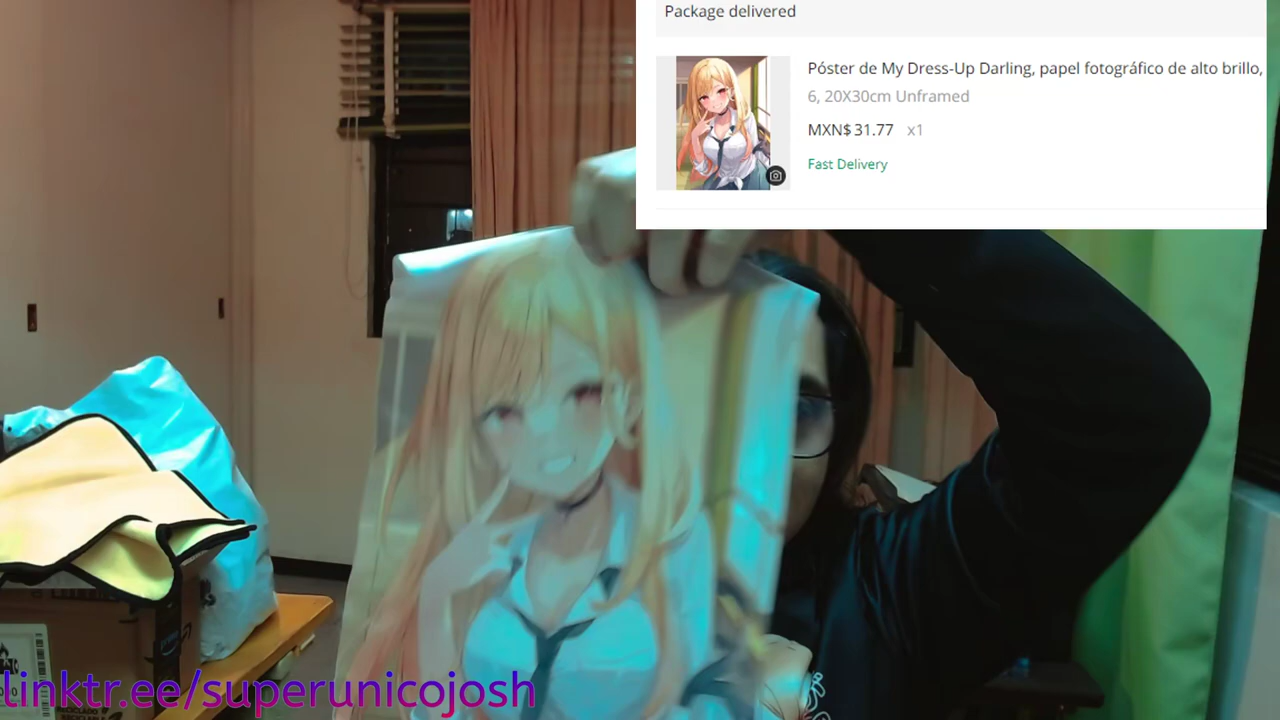 Package delivered
Póster de My Dress-Up Darling, papel fotográfico de alto brillo,
6, 20X30cm Unframed
MXN$ 31.77 x1
Fast Delivery
linktr.ee/superunicojosh